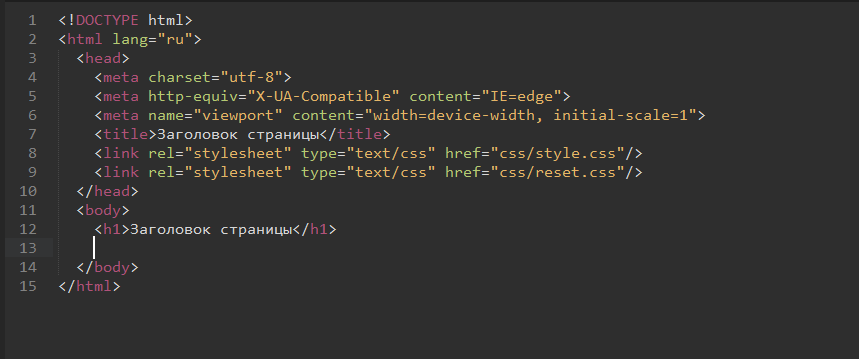 1 <!DOCTYPE html>
2 <html lang="ru">
3 <head>
4 <meta charset="utf-8">
5 <meta http-equiv="X-UA-Compatible" content="IE=edge">
6 <meta name="viewport" content="width=device-width, initial-scale=1">
7 <title>Заголовок страницы</title>
8 <link rel="stylesheet" type="text/css" href="css/style.css"/>
9 <link rel="stylesheet" type="text/css" href="css/reset.css"/>
10 </head>
11 <body>
12 <h1>Заголовок страницы</h1>
13
14 </body>
15 </html>